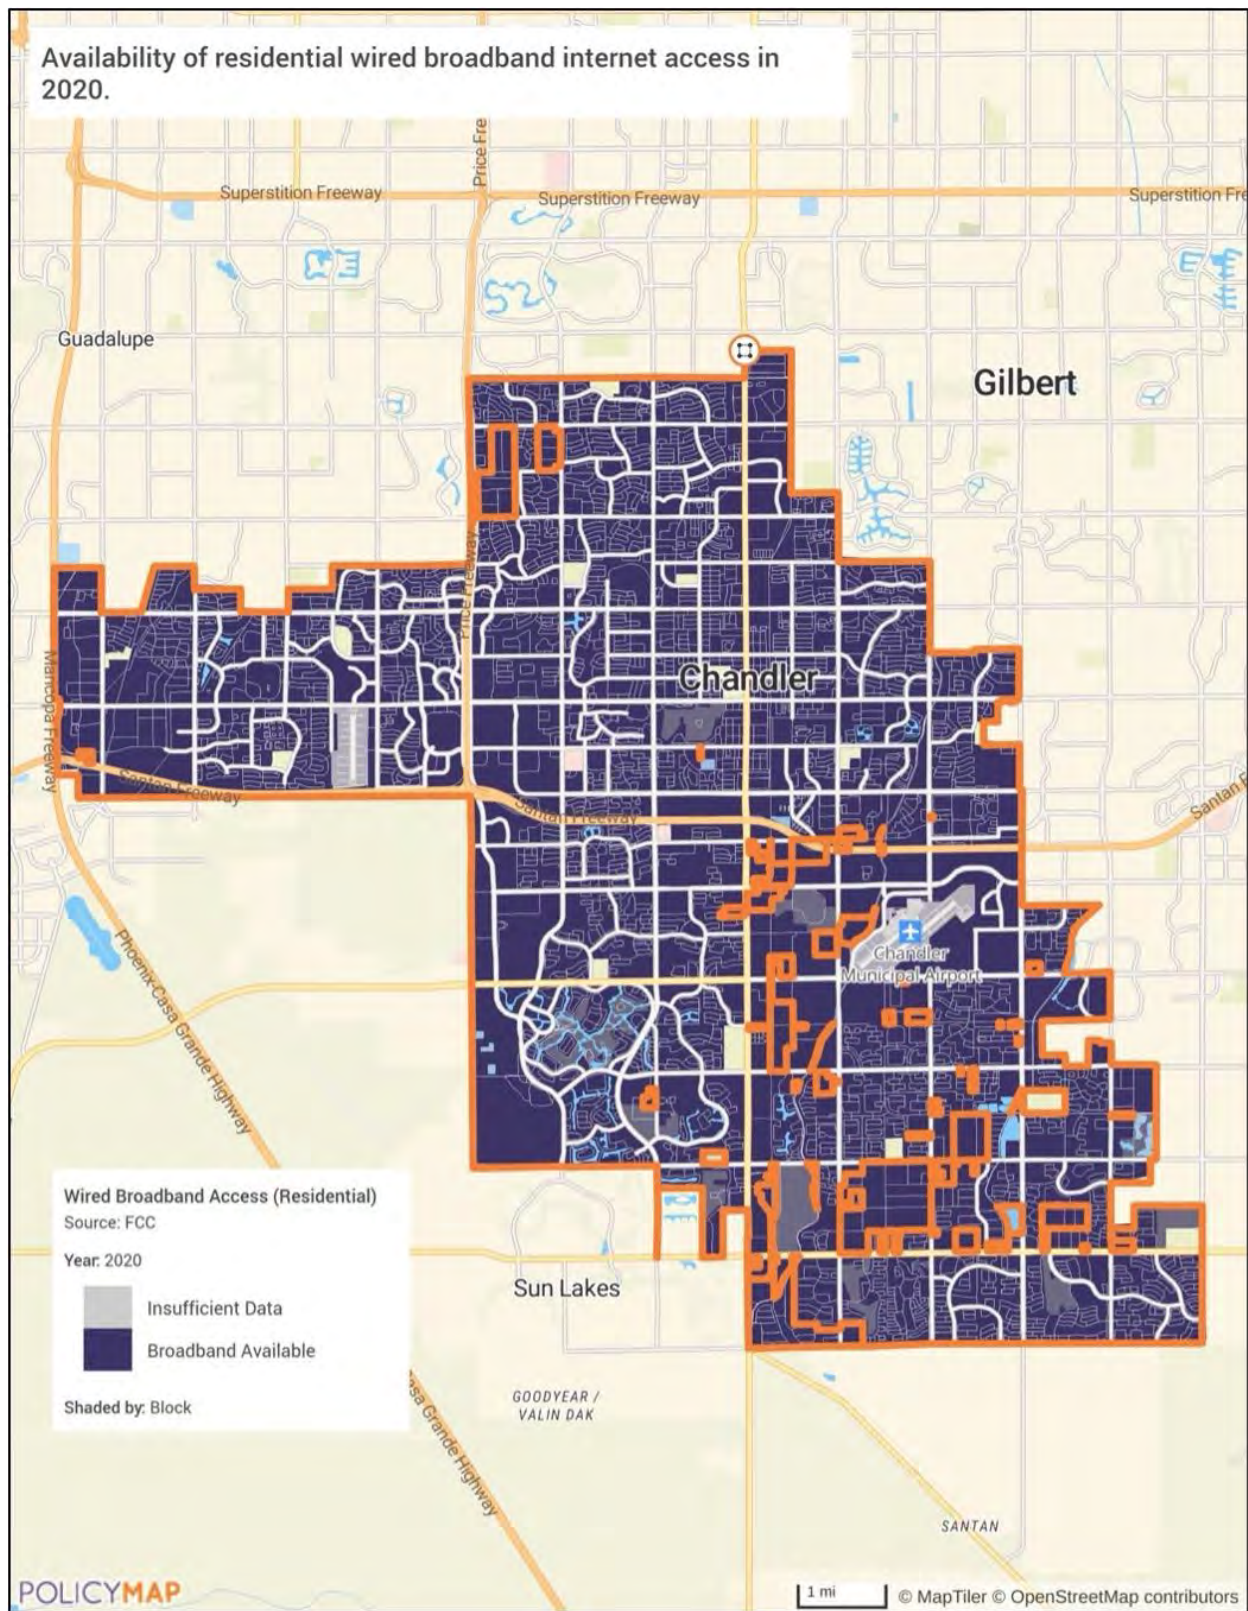 Availability of residential wired broadband internet access in
2020.
Price Fre
Superstition Freeway
Superstition Freeway
Superstition Fre
Guadalupe
Gilbert
Price Freeway
Chandler
Maricopa Freeway
Santan Freeway
Santan Freeway
Santan F
Chandler
Municipal Airport
Phoenix-Casa Grande Highway
Wired Broadband Access (Residential)
Source: FCC
Year: 2020
Insufficient Data
Broadband Available
Shaded by: Block
Sun Lakes
GOODYEAR /
VALIN DAK
asa Grande Highway
SANTAN
POLICYMAP
1 mi
© MapTiler © OpenStreetMap contributors